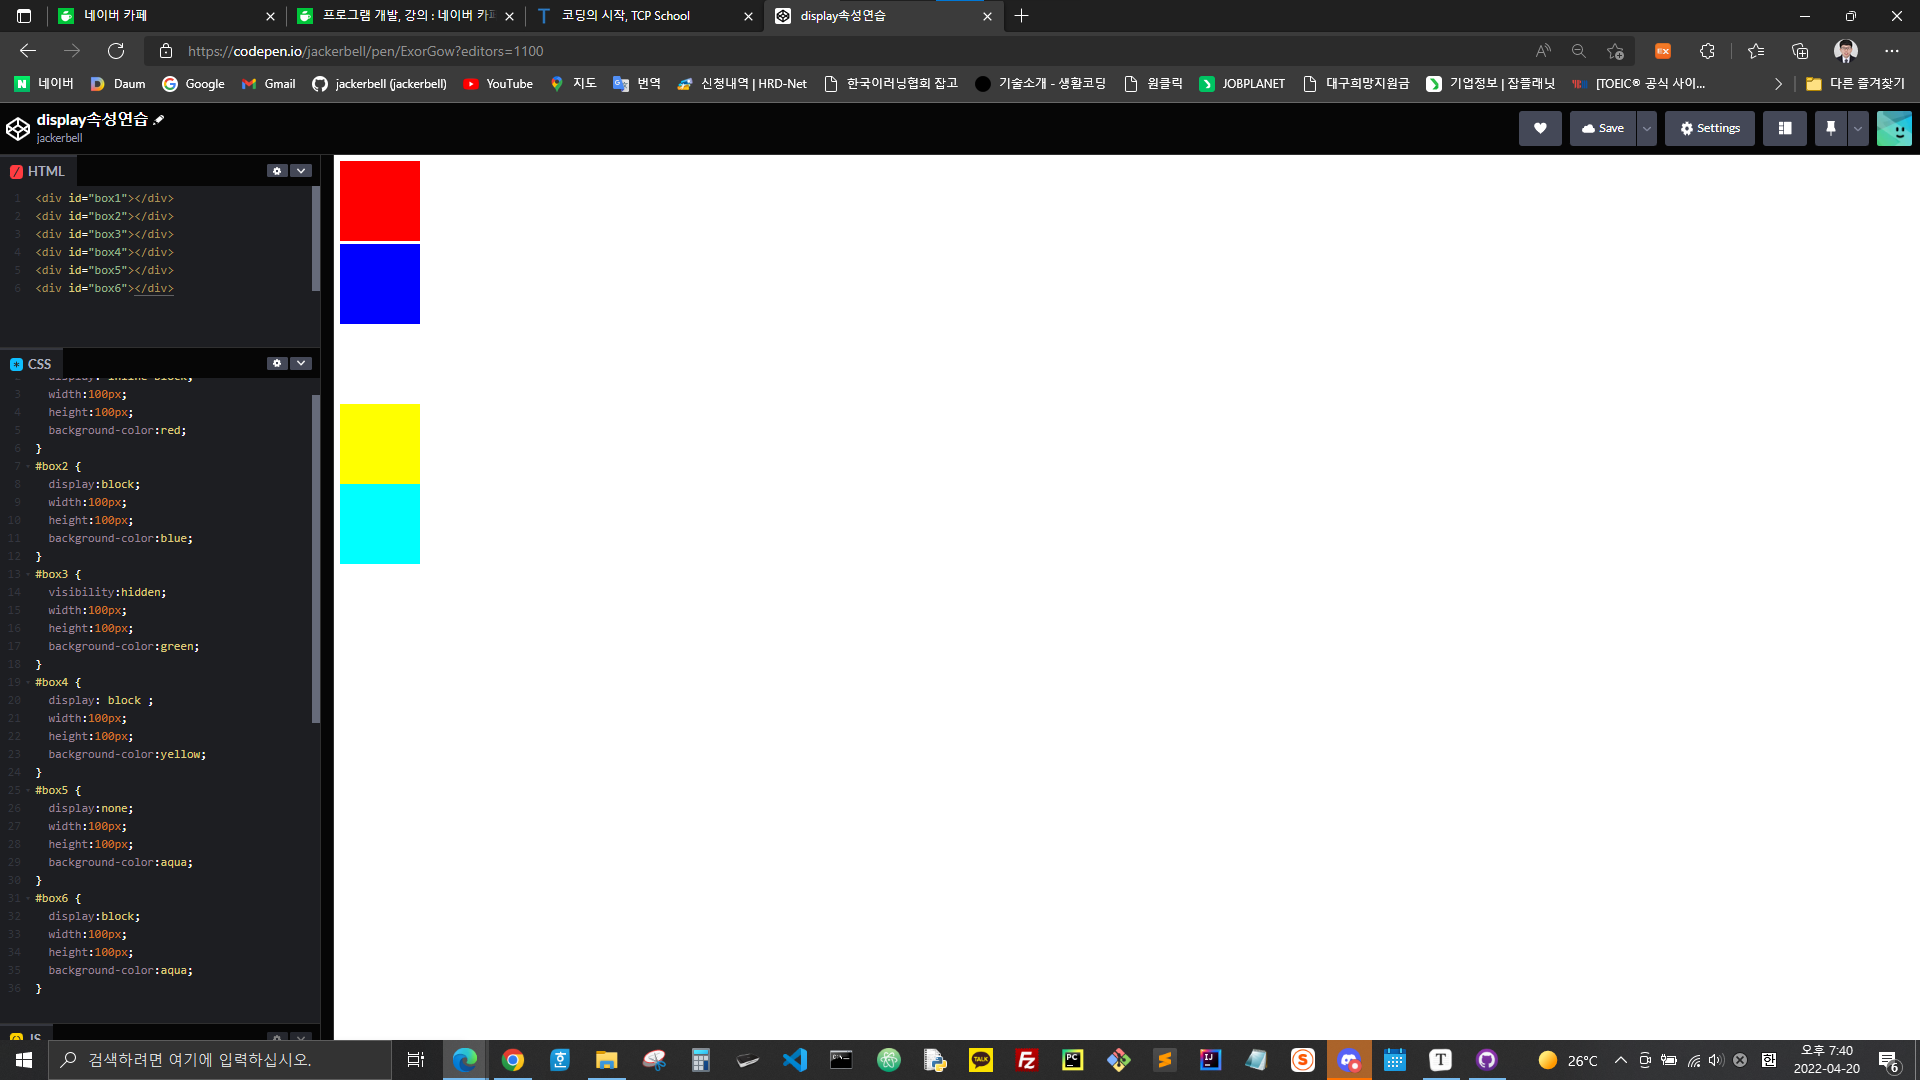 네이버 카페
프로그램 개발, 강의 : 네이버 카페
코딩의 시작, TCP School
display속성연습
https://codepen.io/jackerbell/pen/ExorGow?editors=1100
네이버
Daum
Google
Gmail
jackerbell (jackerbell)
YouTube
지도
번역
신청내역 | HRD-Net
한국이러닝협회 잡고
기술소개 - 생활코딩
원클릭
JOBPLANET
대구희망지원금
기업정보 | 잡플래닛
[TOEIC® 공식 사이...
다른 즐겨찾기
display속성연습
jackerbell
Save
Settings
HTML
1 <div id="box1"></div>
2 <div id="box2"></div>
3 <div id="box3"></div>
4 <div id="box4"></div>
5 <div id="box5"></div>
6 <div id="box6"></div>
CSS
2 display: inline-block;
3 width:100px;
4 height:100px;
5 background-color:red;
6 }
7 #box2 {
8 display:block;
9 width:100px;
10 height:100px;
11 background-color:blue;
12 }
13 #box3 {
14 visibility:hidden;
15 width:100px;
16 height:100px;
17 background-color:green;
18 }
19 #box4 {
20 display: block ;
21 width:100px;
22 height:100px;
23 background-color:yellow;
24 }
25 #box5 {
26 display:none;
27 width:100px;
28 height:100px;
29 background-color:aqua;
30 }
31 #box6 {
32 display:block;
33 width:100px;
34 height:100px;
35 background-color:aqua;
36 }
JS
검색하려면 여기에 입력하십시오.
26°C
오후 7:40
2022-04-20
6